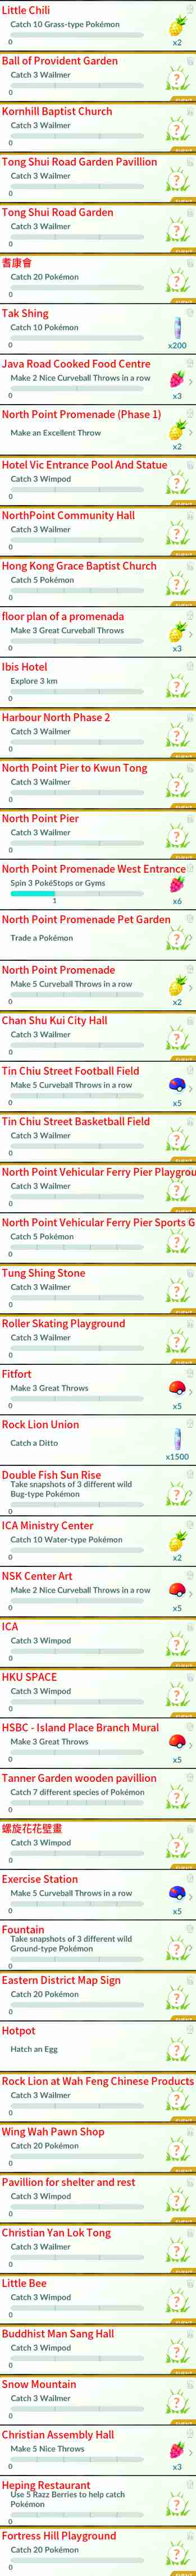 Little Chili
Catch 10 Grass-type Pokémon
0
x2
Ball of Provident Garden
Catch 3 Wailmer
0
Kornhill Baptist Church
Catch 3 Wailmer
0
Tong Shui Road Garden Pavillion
Catch 3 Wailmer
0
Tong Shui Road Garden
Catch 3 Wailmer
0
耆康會
Catch 20 Pokémon
0
Tak Shing
Catch 10 Pokémon
0
x200
Java Road Cooked Food Centre
Make 2 Nice Curveball Throws in a row
0
x3
North Point Promenade (Phase 1)
Make an Excellent Throw
x2
Hotel Vic Entrance Pool And Statue
Catch 3 Wimpod
0
NorthPoint Community Hall
Catch 3 Wailmer
0
Hong Kong Grace Baptist Church
Catch 5 Pokémon
0
floor plan of a promenada
Make 3 Great Curveball Throws
0
x3
Ibis Hotel
Explore 3 km
0
Harbour North Phase 2
Catch 3 Wailmer
0
North Point Pier to Kwun Tong
Catch 3 Wailmer
0
North Point Pier
Catch 3 Wailmer
0
North Point Promenade West Entrance
Spin 3 PokéStops or Gyms
1
x6
North Point Promenade Pet Garden
Trade a Pokémon
North Point Promenade
Make 5 Curveball Throws in a row
0
x2
Chan Shu Kui City Hall
Catch 3 Wailmer
0
Tin Chiu Street Football Field
Make 5 Curveball Throws in a row
0
x5
Tin Chiu Street Basketball Field
Catch 3 Wailmer
0
North Point Vehicular Ferry Pier Playgrou
Catch 3 Wailmer
0
North Point Vehicular Ferry Pier Sports G
Catch 5 Pokémon
0
Tung Shing Stone
Catch 3 Wailmer
0
Roller Skating Playground
Catch 3 Wailmer
0
Fitfort
Make 3 Great Throws
0
x5
Rock Lion Union
Catch a Ditto
x1500
Double Fish Sun Rise
Take snapshots of 3 different wild
Bug-type Pokémon
0
ICA Ministry Center
Catch 10 Water-type Pokémon
0
x2
NSK Center Art
Make 2 Nice Curveball Throws in a row
0
x5
ICA
Catch 3 Wimpod
0
HKU SPACE
Catch 3 Wimpod
0
HSBC - Island Place Branch Mural
Make 3 Great Throws
0
x5
Tanner Garden wooden pavillion
Catch 7 different species of Pokémon
0
螺旋花花壁畫
Catch 3 Wimpod
0
Exercise Station
Make 5 Curveball Throws in a row
0
x5
Fountain
Take snapshots of 3 different wild
Ground-type Pokémon
0
Eastern District Map Sign
Catch 20 Pokémon
0
Hotpot
Hatch an Egg
Rock Lion at Wah Feng Chinese Products
Catch 3 Wailmer
0
Wing Wah Pawn Shop
Catch 20 Pokémon
0
Pavillion for shelter and rest
Catch 3 Wimpod
0
Christian Yan Lok Tong
Catch 3 Wailmer
0
Little Bee
Catch 3 Wimpod
0
Buddhist Man Sang Hall
Catch 3 Wimpod
0
Snow Mountain
Catch 3 Wailmer
0
Christian Assembly Hall
Make 5 Nice Throws
0
x3
Heping Restaurant
Use 5 Razz Berries to help catch
Pokémon
0
Fortress Hill Playground
Catch 20 Pokémon
0